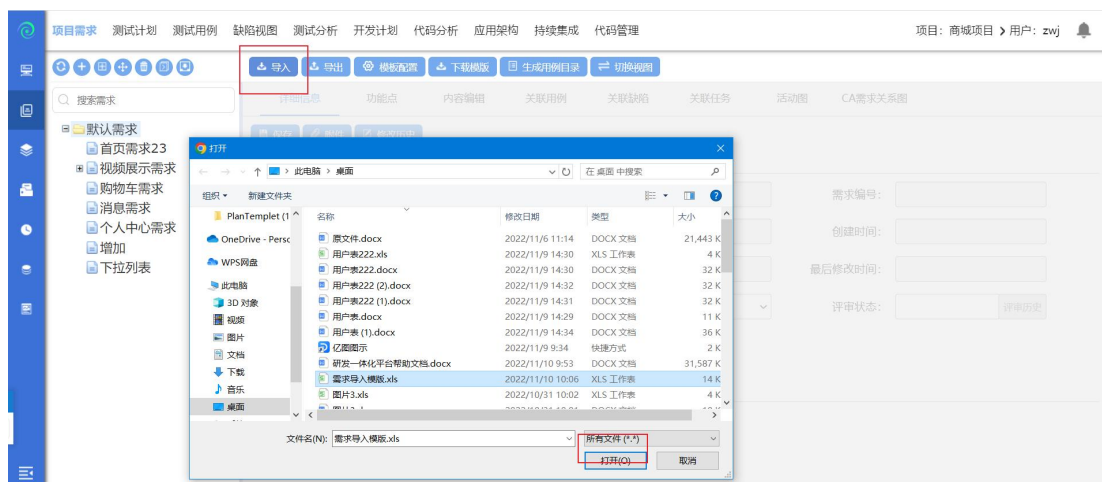 项目需求 测试计划 测试用例 缺陷视图 测试分析 开发计划 代码分析 应用架构 持续集成 代码管理 项目：商城项目 用户：zwj
导入 导出 模板配置 下载模版 生成用例目录 切换视图
搜索需求 详细信息 功能点 内容编辑 关联用例 关联缺陷 关联任务 活动图 CA需求关系图
默认需求
首页需求23
视频展示需求
购物车需求
消息需求
个人中心需求
增加
下拉列表
保存 附件 修改历史
需求编号：
创建时间：
最后修改时间：
评审状态： 评审历史
打开
此电脑 桌面 在 桌面 中搜索
组织 新建文件夹
PlanTemplet (1 名称 修改日期 类型 大小
OneDrive - Persc
WPS网盘
此电脑
3D 对象
视频
图片
文档
下载
音乐
桌面
原文件.docx 2022/11/6 11:14 DOCX 文档 21,443 K
用户表222.xls 2022/11/9 14:30 XLS 工作表 4 K
用户表222.docx 2022/11/9 14:30 DOCX 文档 32 K
用户表222 (2).docx 2022/11/9 14:32 DOCX 文档 32 K
用户表222 (1).docx 2022/11/9 14:31 DOCX 文档 32 K
用户表.docx 2022/11/9 14:29 DOCX 文档 11 K
用户表 (1).docx 2022/11/9 14:34 DOCX 文档 36 K
亿图图示 2022/11/9 9:34 快捷方式 2 K
研发一体化平台帮助文档.docx 2022/11/10 9:53 DOCX 文档 31,587 K
需求导入模版.xls 2022/11/10 10:06 XLS 工作表 14 K
图片3.xls 2022/10/31 10:02 XLS 工作表 4 K
文件名(N): 需求导入模版.xls 所有文件 (*.*)
打开(O) 取消